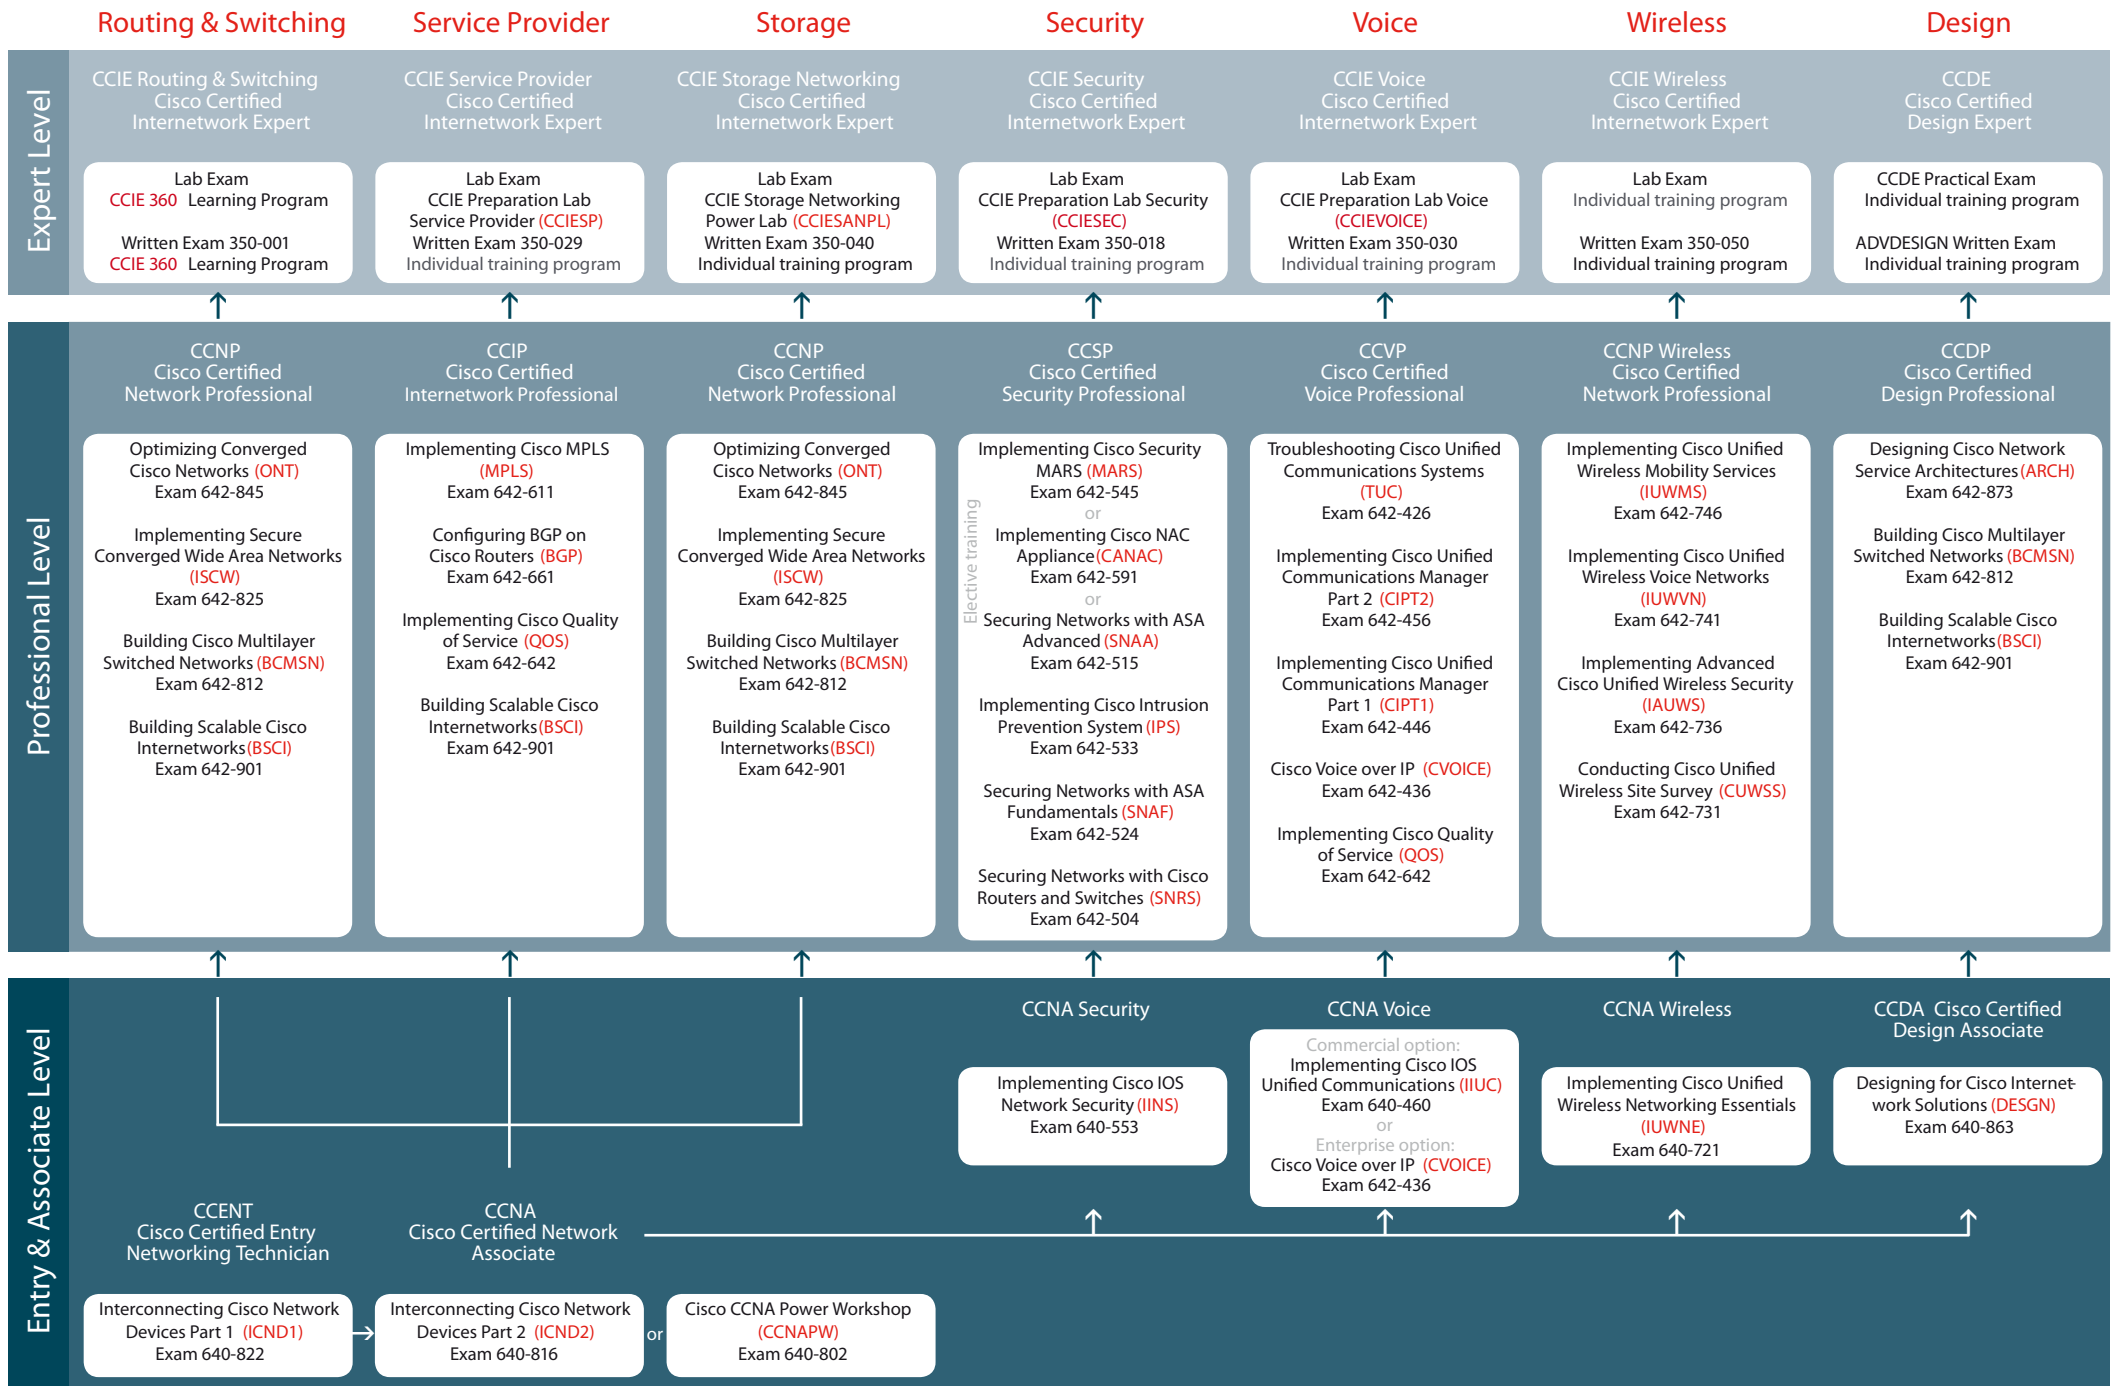 Routing & Switching
Service Provider
Storage
Security
Voice
Wireless
Design
Expert Level
CCIE Routing & Switching
Cisco Certified
Internetwork Expert
Lab Exam
CCIE 360 Learning Program
Written Exam 350-001
CCIE 360 Learning Program
CCIE Service Provider
Cisco Certified
Internetwork Expert
Lab Exam
CCIE Preparation Lab
Service Provider (CCIESP)
Written Exam 350-029
Individual training program
CCIE Storage Networking
Cisco Certified
Internetwork Expert
Lab Exam
CCIE Storage Networking
Power Lab (CCIESANPL)
Written Exam 350-040
Individual training program
CCIE Security
Cisco Certified
Internetwork Expert
Lab Exam
CCIE Preparation Lab Security
(CCIESEC)
Written Exam 350-018
Individual training program
CCIE Voice
Cisco Certified
Internetwork Expert
Lab Exam
CCIE Preparation Lab Voice
(CCIEVOICE)
Written Exam 350-030
Individual training program
CCIE Wireless
Cisco Certified
Internetwork Expert
Lab Exam
Individual training program
Written Exam 350-050
Individual training program
CCDE
Cisco Certified
Design Expert
CCDE Practical Exam
Individual training program
ADVDESIGN Written Exam
Individual training program
Professional Level
CCNP
Cisco Certified
Network Professional
Optimizing Converged
Cisco Networks (ONT)
Exam 642-845
Implementing Secure
Converged Wide Area Networks
(ISCW)
Exam 642-825
Building Cisco Multilayer
Switched Networks (BCMSN)
Exam 642-812
Building Scalable Cisco
Internetworks (BSCI)
Exam 642-901
CCIP
Cisco Certified
Internetwork Professional
Implementing Cisco MPLS
(MPLS)
Exam 642-611
Configuring BGP on
Cisco Routers (BGP)
Exam 642-661
Implementing Cisco Quality
of Service (QOS)
Exam 642-642
Building Scalable Cisco
Internetworks (BSCI)
Exam 642-901
CCNP
Cisco Certified
Network Professional
Optimizing Converged
Cisco Networks (ONT)
Exam 642-845
Implementing Secure
Converged Wide Area Networks
(ISCW)
Exam 642-825
Building Cisco Multilayer
Switched Networks (BCMSN)
Exam 642-812
Building Scalable Cisco
Internetworks (BSCI)
Exam 642-901
CCSP
Cisco Certified
Security Professional
Elective training
Implementing Cisco Security
MARS (MARS)
Exam 642-545
or
Implementing Cisco NAC
Appliance (CANAC)
Exam 642-591
or
Securing Networks with ASA
Advanced (SNAA)
Exam 642-515
Implementing Cisco Intrusion
Prevention System (IPS)
Exam 642-533
Securing Networks with ASA
Fundamentals (SNAF)
Exam 642-524
Securing Networks with Cisco
Routers and Switches (SNRS)
Exam 642-504
CCVP
Cisco Certified
Voice Professional
Troubleshooting Cisco Unified
Communications Systems
(TUC)
Exam 642-426
Implementing Cisco Unified
Communications Manager
Part 2 (CIPT2)
Exam 642-456
Implementing Cisco Unified
Communications Manager
Part 1 (CIPT1)
Exam 642-446
Cisco Voice over IP (CVOICE)
Exam 642-436
Implementing Cisco Quality
of Service (QOS)
Exam 642-642
CCNP Wireless
Cisco Certified
Network Professional
Implementing Cisco Unified
Wireless Mobility Services
(IUWMS)
Exam 642-746
Implementing Cisco Unified
Wireless Voice Networks
(IUWVN)
Exam 642-741
Implementing Advanced
Cisco Unified Wireless Security
(IAUWS)
Exam 642-736
Conducting Cisco Unified
Wireless Site Survey (CUWSS)
Exam 642-731
CCDP
Cisco Certified
Design Professional
Designing Cisco Network
Service Architectures (ARCH)
Exam 642-873
Building Cisco Multilayer
Switched Networks (BCMSN)
Exam 642-812
Building Scalable Cisco
Internetworks (BSCI)
Exam 642-901
Entry & Associate Level
CCNA Security
Implementing Cisco IOS
Network Security (IINS)
Exam 640-553
CCNA Voice
Commercial option:
Implementing Cisco IOS
Unified Communications (IIUC)
Exam 640-460
or
Enterprise option:
Cisco Voice over IP (CVOICE)
Exam 642-436
CCNA Wireless
Implementing Cisco Unified
Wireless Networking Essentials
(IUWNE)
Exam 640-721
CCDA Cisco Certified
Design Associate
Designing for Cisco Internet-
work Solutions (DESGN)
Exam 640-863
CCENT
Cisco Certified Entry
Networking Technician
Interconnecting Cisco Network
Devices Part 1 (ICND1)
Exam 640-822
CCNA
Cisco Certified Network
Associate
Interconnecting Cisco Network
Devices Part 2 (ICND2)
Exam 640-816
or
Cisco CCNA Power Workshop
(CCNAPW)
Exam 640-802